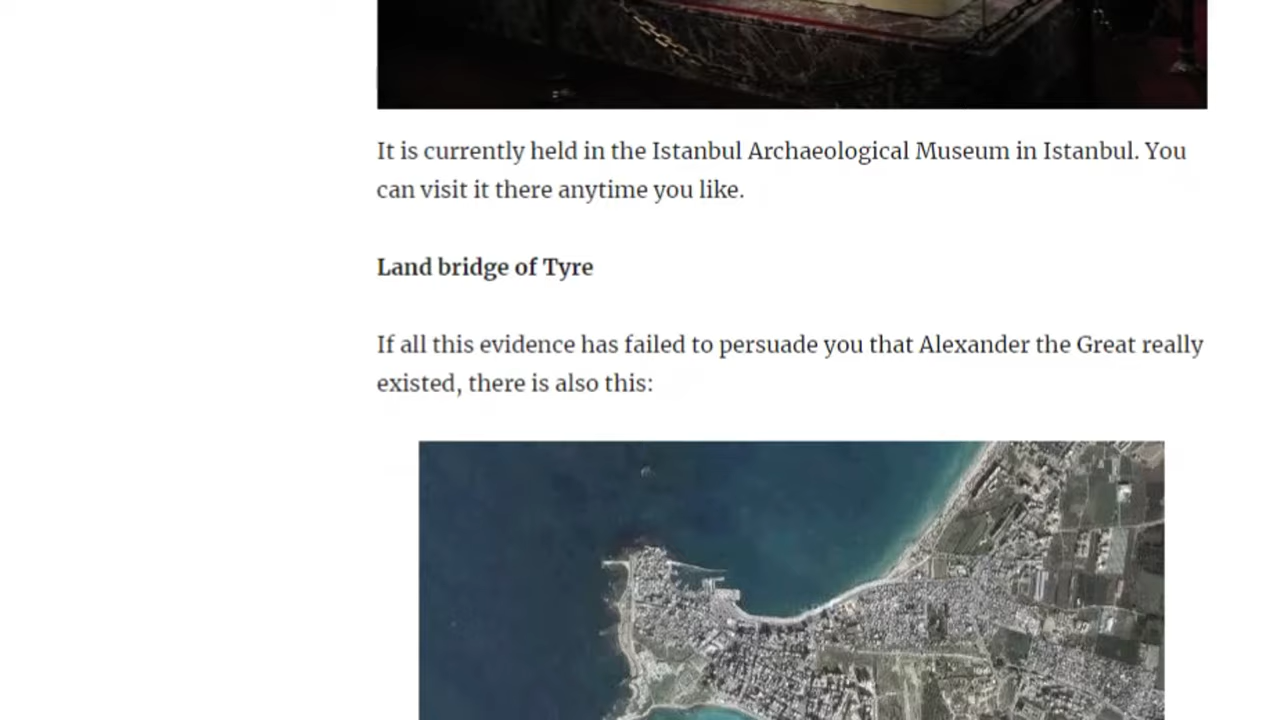 It is currently held in the Istanbul Archaeological Museum in Istanbul. You
can visit it there anytime you like.
Land bridge of Tyre
If all this evidence has failed to persuade you that Alexander the Great really
existed, there is also this: